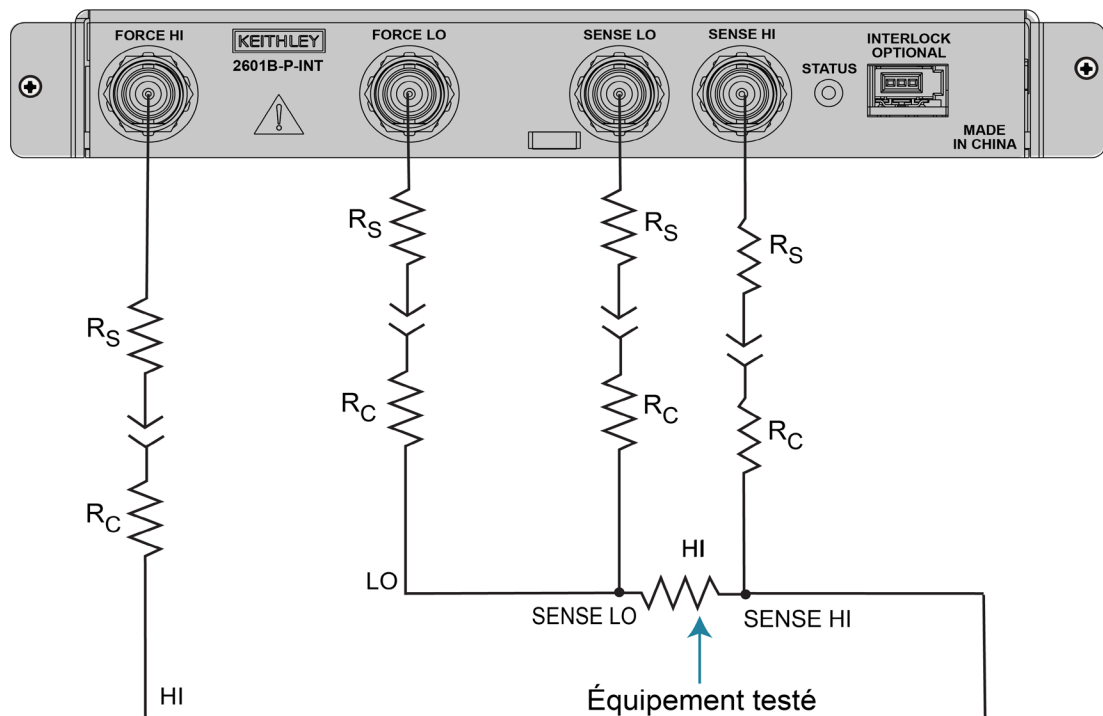 FORCE HI
KEITHLEY
2601B-P-INT
FORCE LO
SENSE LO
SENSE HI
STATUS
INTERLOCK
OPTIONAL
MADE
IN CHINA
RS
RS
RS
RS
RC
RC
RC
RC
LO
SENSE LO
HI
SENSE HI
HI
Équipement testé